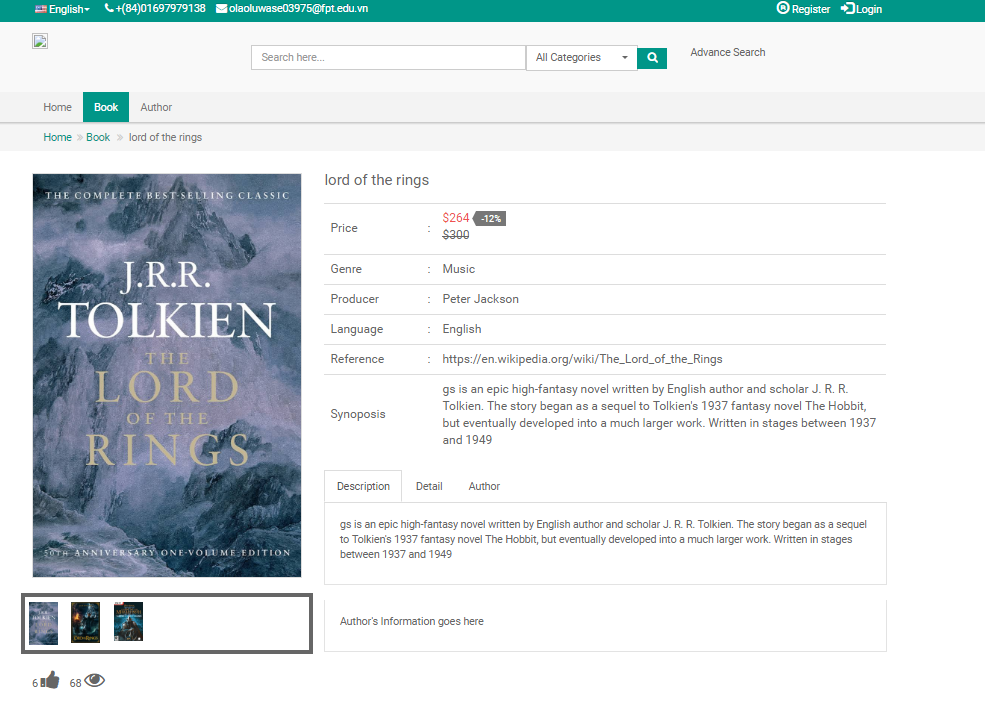 English
+(84)01697979138
olaoluwase03975@fpt.edu.vn
Register
Login
Search here...
All Categories
Advance Search
Home
Book
Author
Home » Book » lord of the rings
THE COMPLETE BEST-SELLING CLASSIC
J.R.R.
TOLKIEN
THE
LORD
OF THE
RINGS
50TH ANNIVERSARY ONE-VOLUME EDITION
lord of the rings
Price : $264 -12%
$300
Genre : Music
Producer : Peter Jackson
Language : English
Reference : https://en.wikipedia.org/wiki/The_Lord_of_the_Rings
Synoposis
gs is an epic high-fantasy novel written by English author and scholar J. R. R.
Tolkien. The story began as a sequel to Tolkien's 1937 fantasy novel The Hobbit,
but eventually developed into a much larger work. Written in stages between 1937
and 1949
Description
Detail
Author
gs is an epic high-fantasy novel written by English author and scholar J. R. R. Tolkien. The story began as a sequel
to Tolkien's 1937 fantasy novel The Hobbit, but eventually developed into a much larger work. Written in stages
between 1937 and 1949
Author's Information goes here
6
68